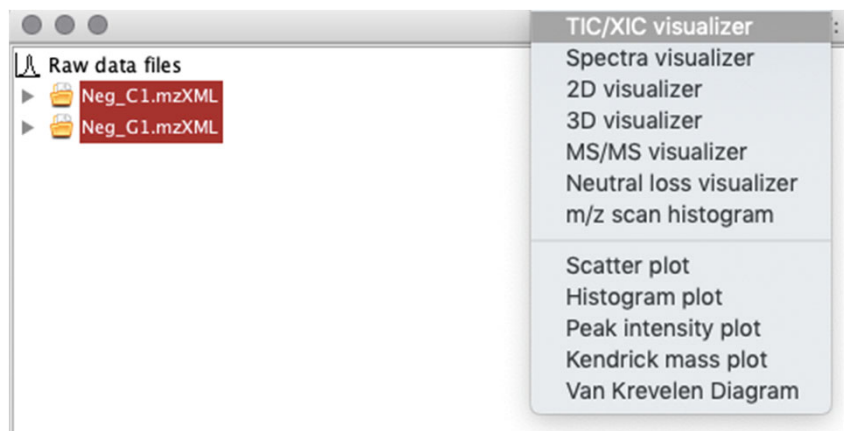 Raw data files
Neg_C1.mzXML
Neg_G1.mzXML
TIC/XIC visualizer
Spectra visualizer
2D visualizer
3D visualizer
MS/MS visualizer
Neutral loss visualizer
m/z scan histogram
Scatter plot
Histogram plot
Peak intensity plot
Kendrick mass plot
Van Krevelen Diagram